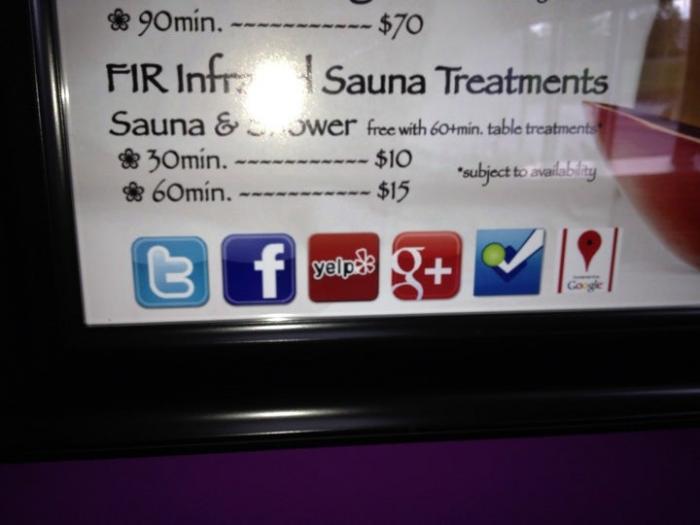 90min. ----------- $70
FIR Sauna Treatments
Sauna & free with 60+min. table treatments*
30min. ----------- $10
*subject to availability
60min. ----------- $15
t f yelp g+
Google